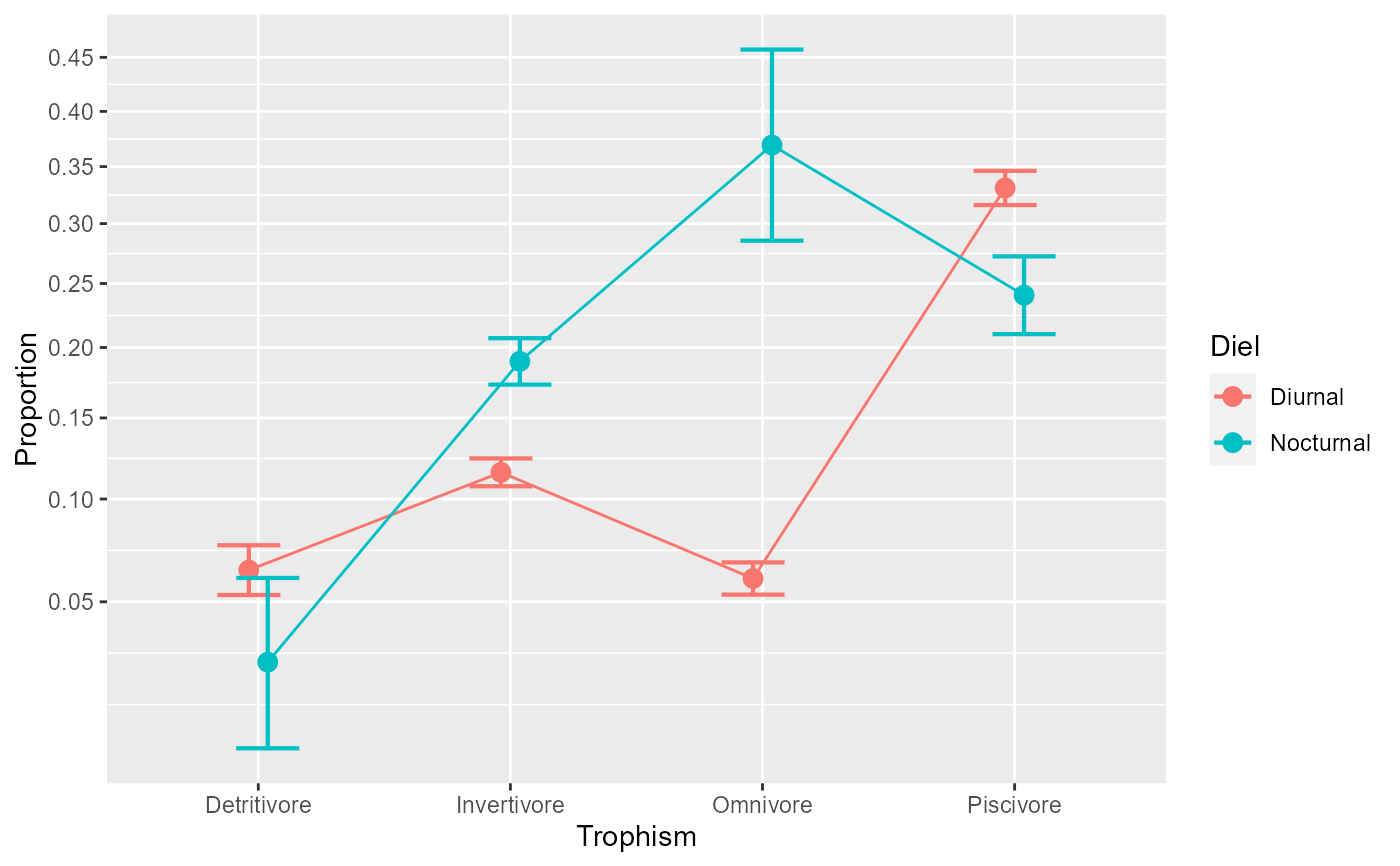 0.45
0.40
0.35
0.30
0.25
0.20
0.15
0.10
0.05
Proportion
Detritivore
Invertivore
Omnivore
Piscivore
Trophism
Diel
Diurnal
Nocturnal